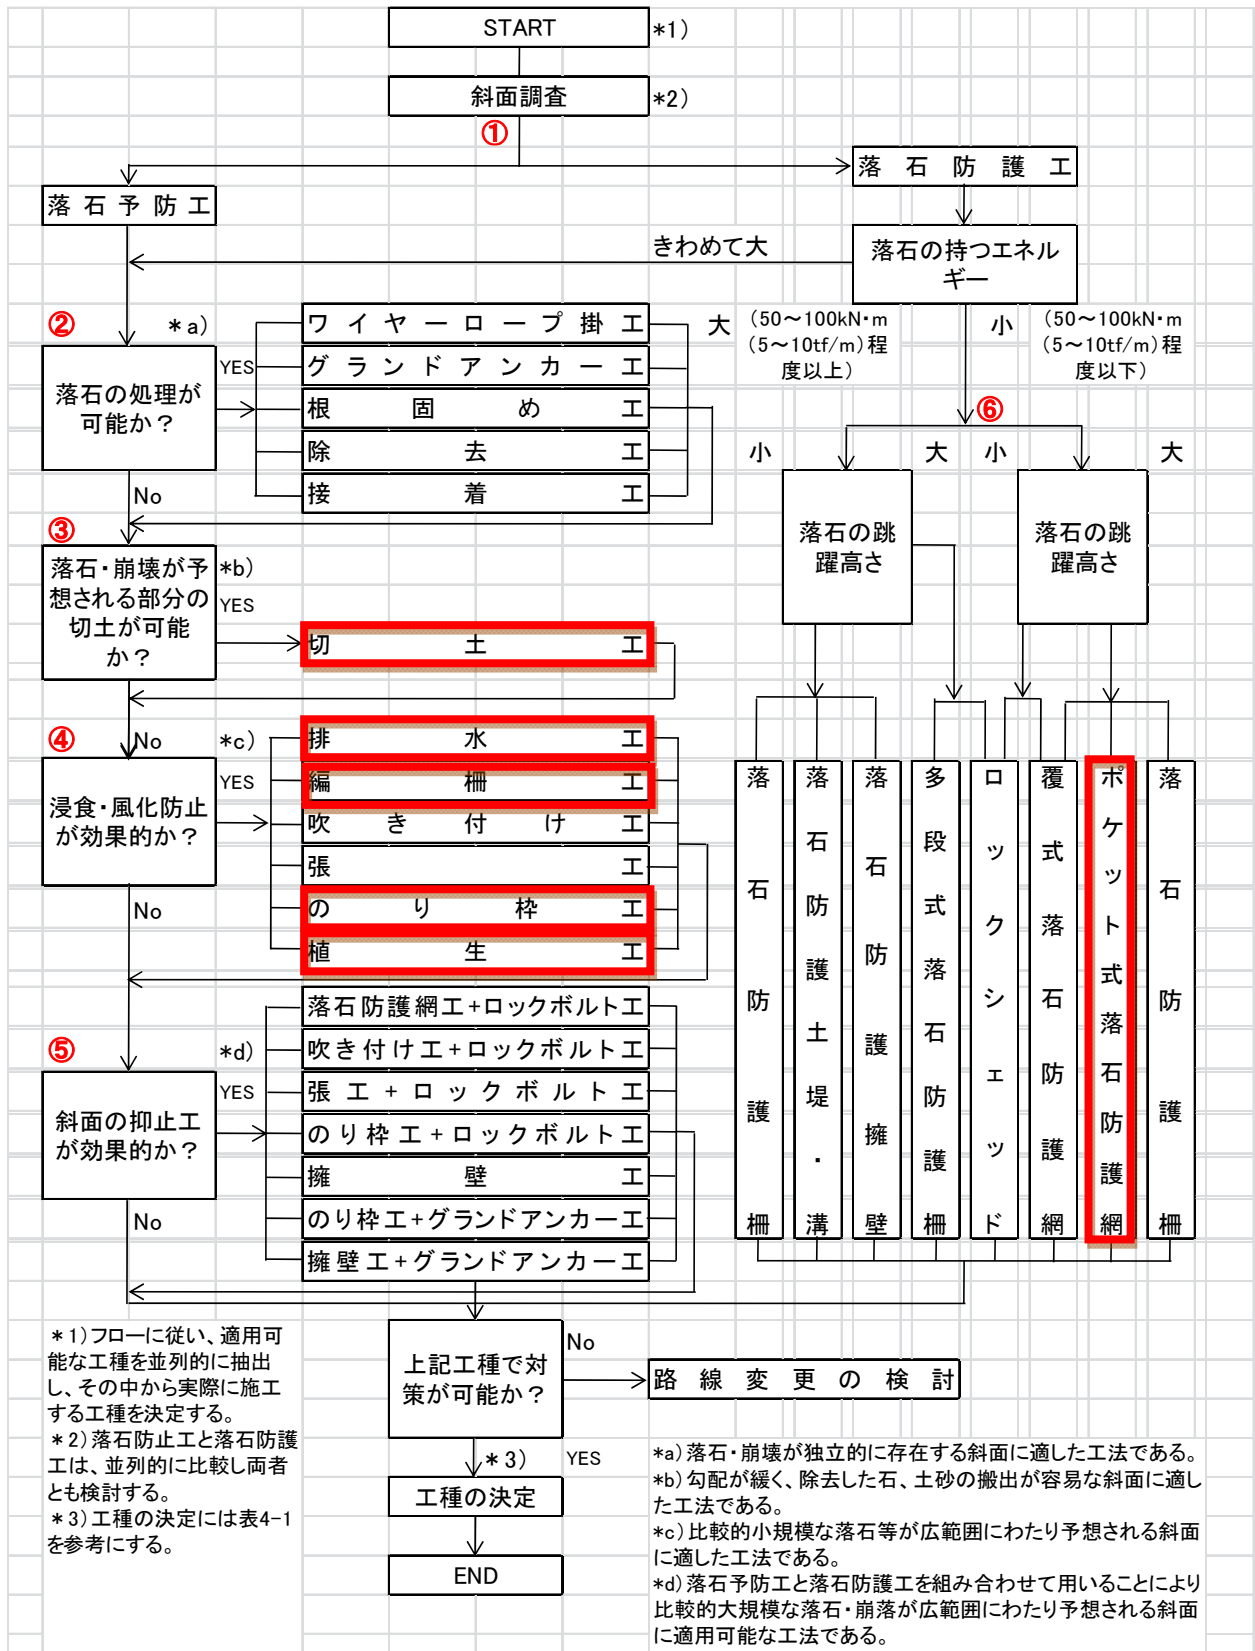 START
*1)
斜面調査
*2)
①
落石予防工
落石防護工
落石の持つエネル
ギー
きわめて大
②
*a)
落石の処理が
可能か？
YES
No
ワイヤーロープ掛工
グランドアンカー工
根固め工
除去工
接着工
大
(50～100kN・m
(5～10tf/m)程
度以上)
小
(50～100kN・m
(5～10tf/m)程
度以下)
⑥
小
大
小
大
落石の跳
躍高さ
落石の跳
躍高さ
③
落石・崩壊が予
想される部分の
切土が可能
か？
*b)
YES
切土工
No
④
*c)
浸食・風化防止
が効果的か？
YES
No
排水工
編柵工
吹き付け工
張工
のり枠工
植生工
⑤
*d)
斜面の抑止工
が効果的か？
YES
No
落石防護網工+ロックボルト工
吹き付け工+ロックボルト工
張工+ロックボルト工
のり枠工+ロックボルト工
擁壁工
のり枠工+グランドアンカー工
擁壁工+グランドアンカー工
落石防護柵
落石防護土堤・溝
落石防護擁壁
多段式落石防護柵
ロックシェッド
覆式落石防護網
ポケット式落石防護網
落石防護柵
上記工種で対
策が可能か？
No
路線変更の検討
*3)
YES
工種の決定
END
*1)フローに従い、適用可
能な工種を並列的に抽出
し、その中から実際に施工
する工種を決定する。
*2)落石防止工と落石防護
工は、並列的に比較し両者
とも検討する。
*3)工種の決定には表4-1
を参考にする。
*a)落石・崩壊が独立的に存在する斜面に適した工法である。
*b)勾配が緩く、除去した石、土砂の搬出が容易な斜面に適し
た工法である。
*c)比較的小規模な落石等が広範囲にわたり予想される斜面
に適した工法である。
*d)落石予防工と落石防護工を組み合わせて用いることにより
比較的大規模な落石・崩落が広範囲にわたり予想される斜面
に適用可能な工法である。